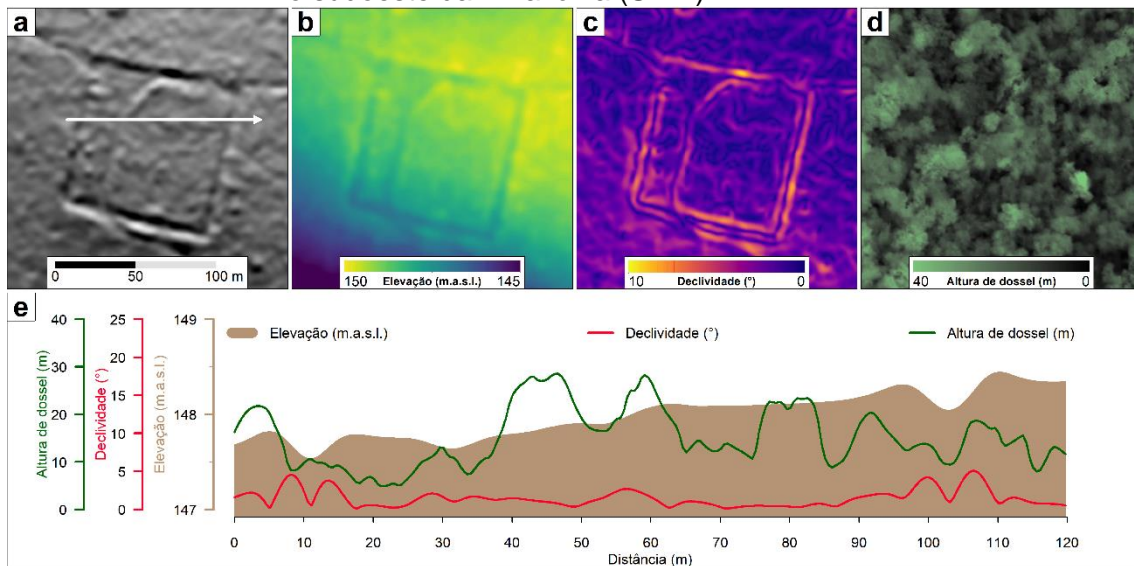 a
b
c
d
0 50 100 m
150 Elevação (m.a.s.l.) 145
10 Declividade (°) 0
40 Altura de dossel (m) 0
e
Elevação (m.a.s.l.)
Declividade (°)
Altura de dossel (m)
Altura de dossel (m)
40
30
20
10
0
Declividade (°)
25
20
15
10
5
0
Elevação (m.a.s.l.)
149
148
147
0 10 20 30 40 50 60 70 80 90 100 110 120
Distância (m)